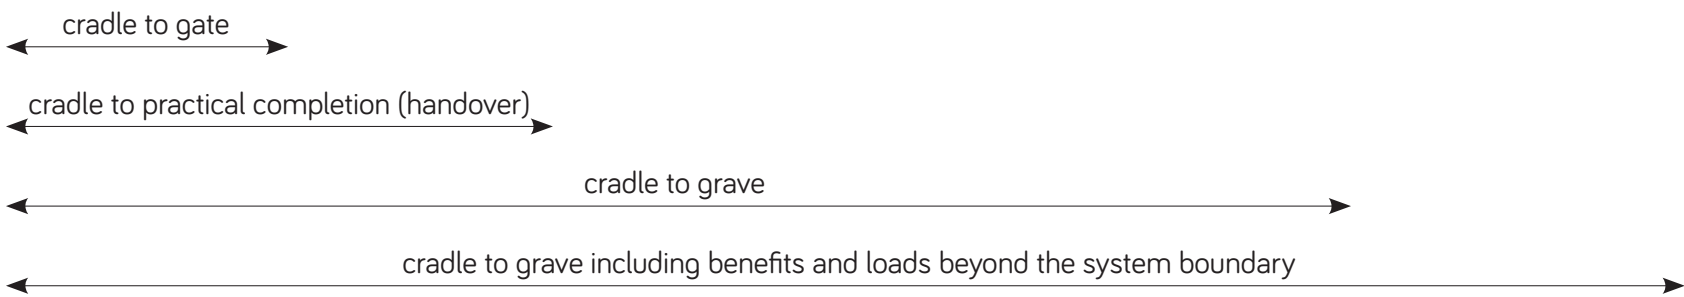 cradle to gate
cradle to practical completion (handover)
cradle to grave
cradle to grave including benefits and loads beyond the system boundary